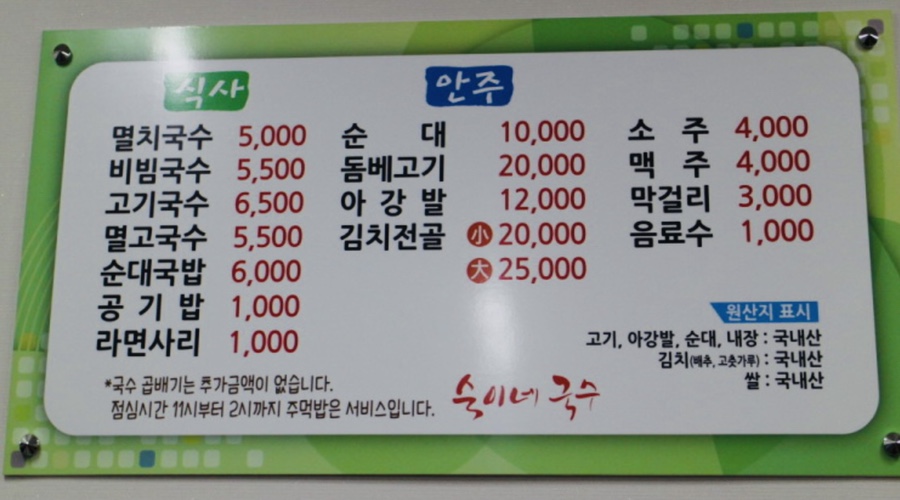 식사
멸치국수 5,000
비빔국수 5,500
고기국수 6,500
멸고국수 5,500
순대국밥 6,000
공기밥 1,000
라면사리 1,000
*국수 곱배기는 추가금액이 없습니다.
점심시간 11시부터 2시까지 주먹밥은 서비스입니다.
안주
순대 10,000
돔베고기 20,000
아강발 12,000
김치전골 小 20,000
大 25,000
소주 4,000
맥주 4,000
막걸리 3,000
음료수 1,000
원산지 표시
고기, 아강발, 순대, 내장 : 국내산
김치(배추, 고춧가루) : 국내산
쌀 : 국내산
숙이네 국수